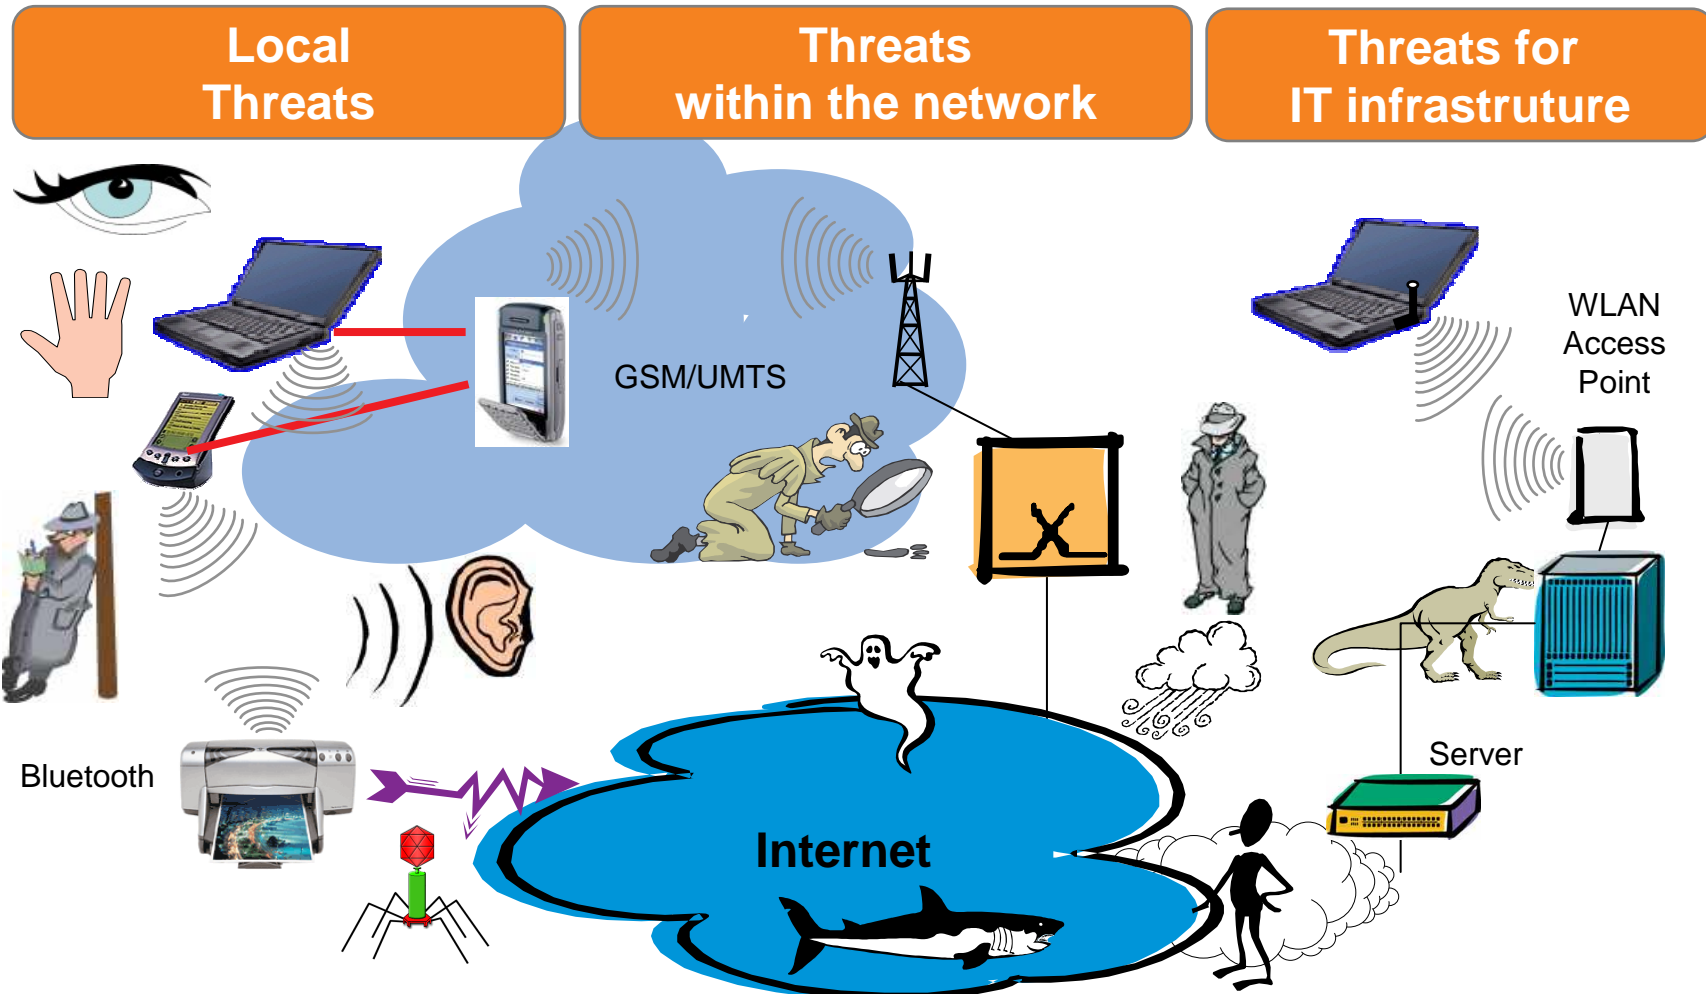 Local
Threats
Threats
within the network
Threats for
IT infrastruture
GSM/UMTS
WLAN
Access
Point
Bluetooth
Server
Internet